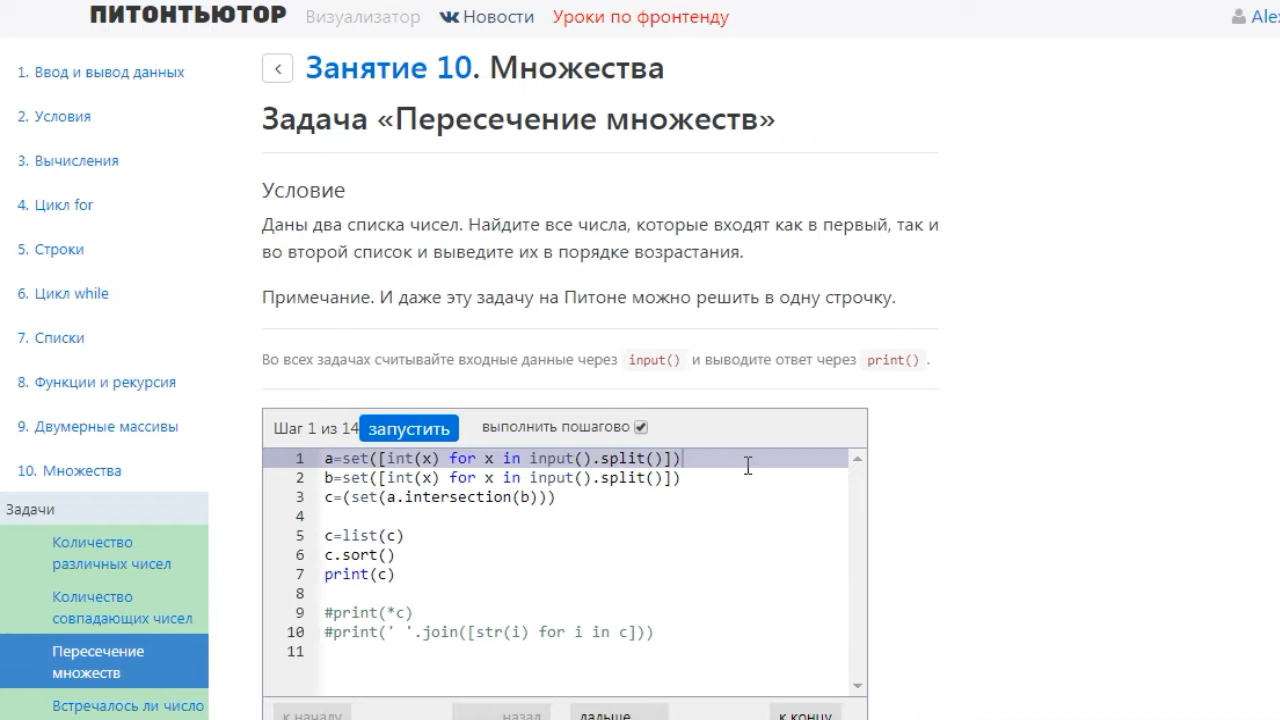 ПИТОНТЬЮТОР Визуализатор Новости Уроки по фронтенду
1. Ввод и вывод данных
2. Условия
3. Вычисления
4. Цикл for
5. Строки
6. Цикл while
7. Списки
8. Функции и рекурсия
9. Двумерные массивы
10. Множества
Задачи
Количество
различных чисел
Количество
совпадающих чисел
Пересечение
множеств
Встречалось ли число
Занятие 10. Множества
Задача «Пересечение множеств»
Условие
Даны два списка чисел. Найдите все числа, которые входят как в первый, так и
во второй список и выведите их в порядке возрастания.
Примечание. И даже эту задачу на Питоне можно решить в одну строчку.
Во всех задачах считывайте входные данные через input() и выводите ответ через print().
Шаг 1 из 14 запустить выполнить пошагово
1 a=set([int(x) for x in input().split()])
2 b=set([int(x) for x in input().split()])
3 c=(set(a.intersection(b)))
4
5 c=list(c)
6 c.sort()
7 print(c)
8
9 #print(*c)
10 #print(' '.join([str(i) for i in c]))
11
к началу назад дальше к концу